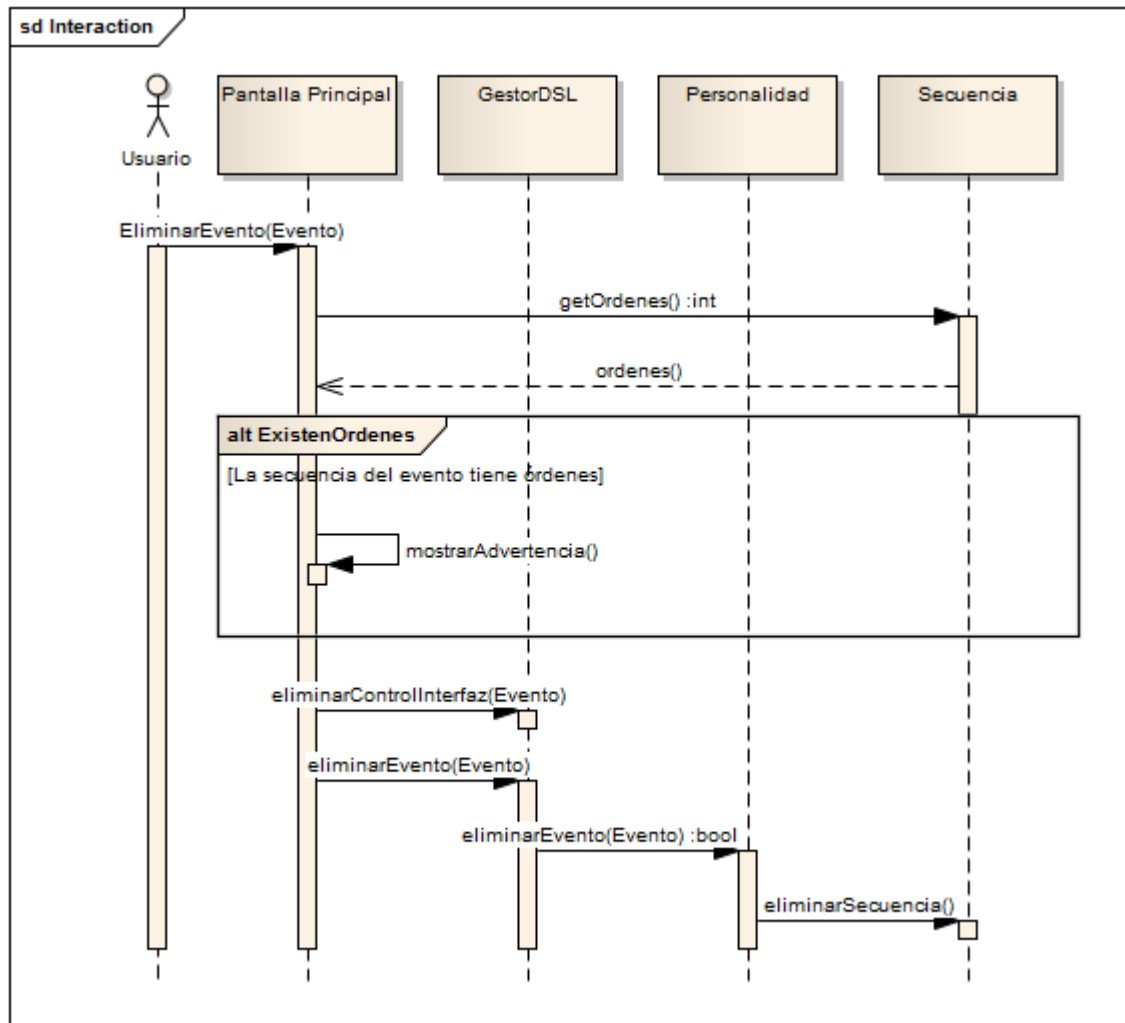 sd Interaction
Pantalla Principal
GestorDSL
Personalidad
Secuencia
Usuario
EliminarEvento(Evento)
getOrdenes() :int
ordenes()
alt ExistenOrdenes
[La secuencia del evento tiene órdenes]
mostrarAdvertencia()
eliminarControlInterfaz(Evento)
eliminarEvento(Evento)
eliminarEvento(Evento) :bool
eliminarSecuencia()